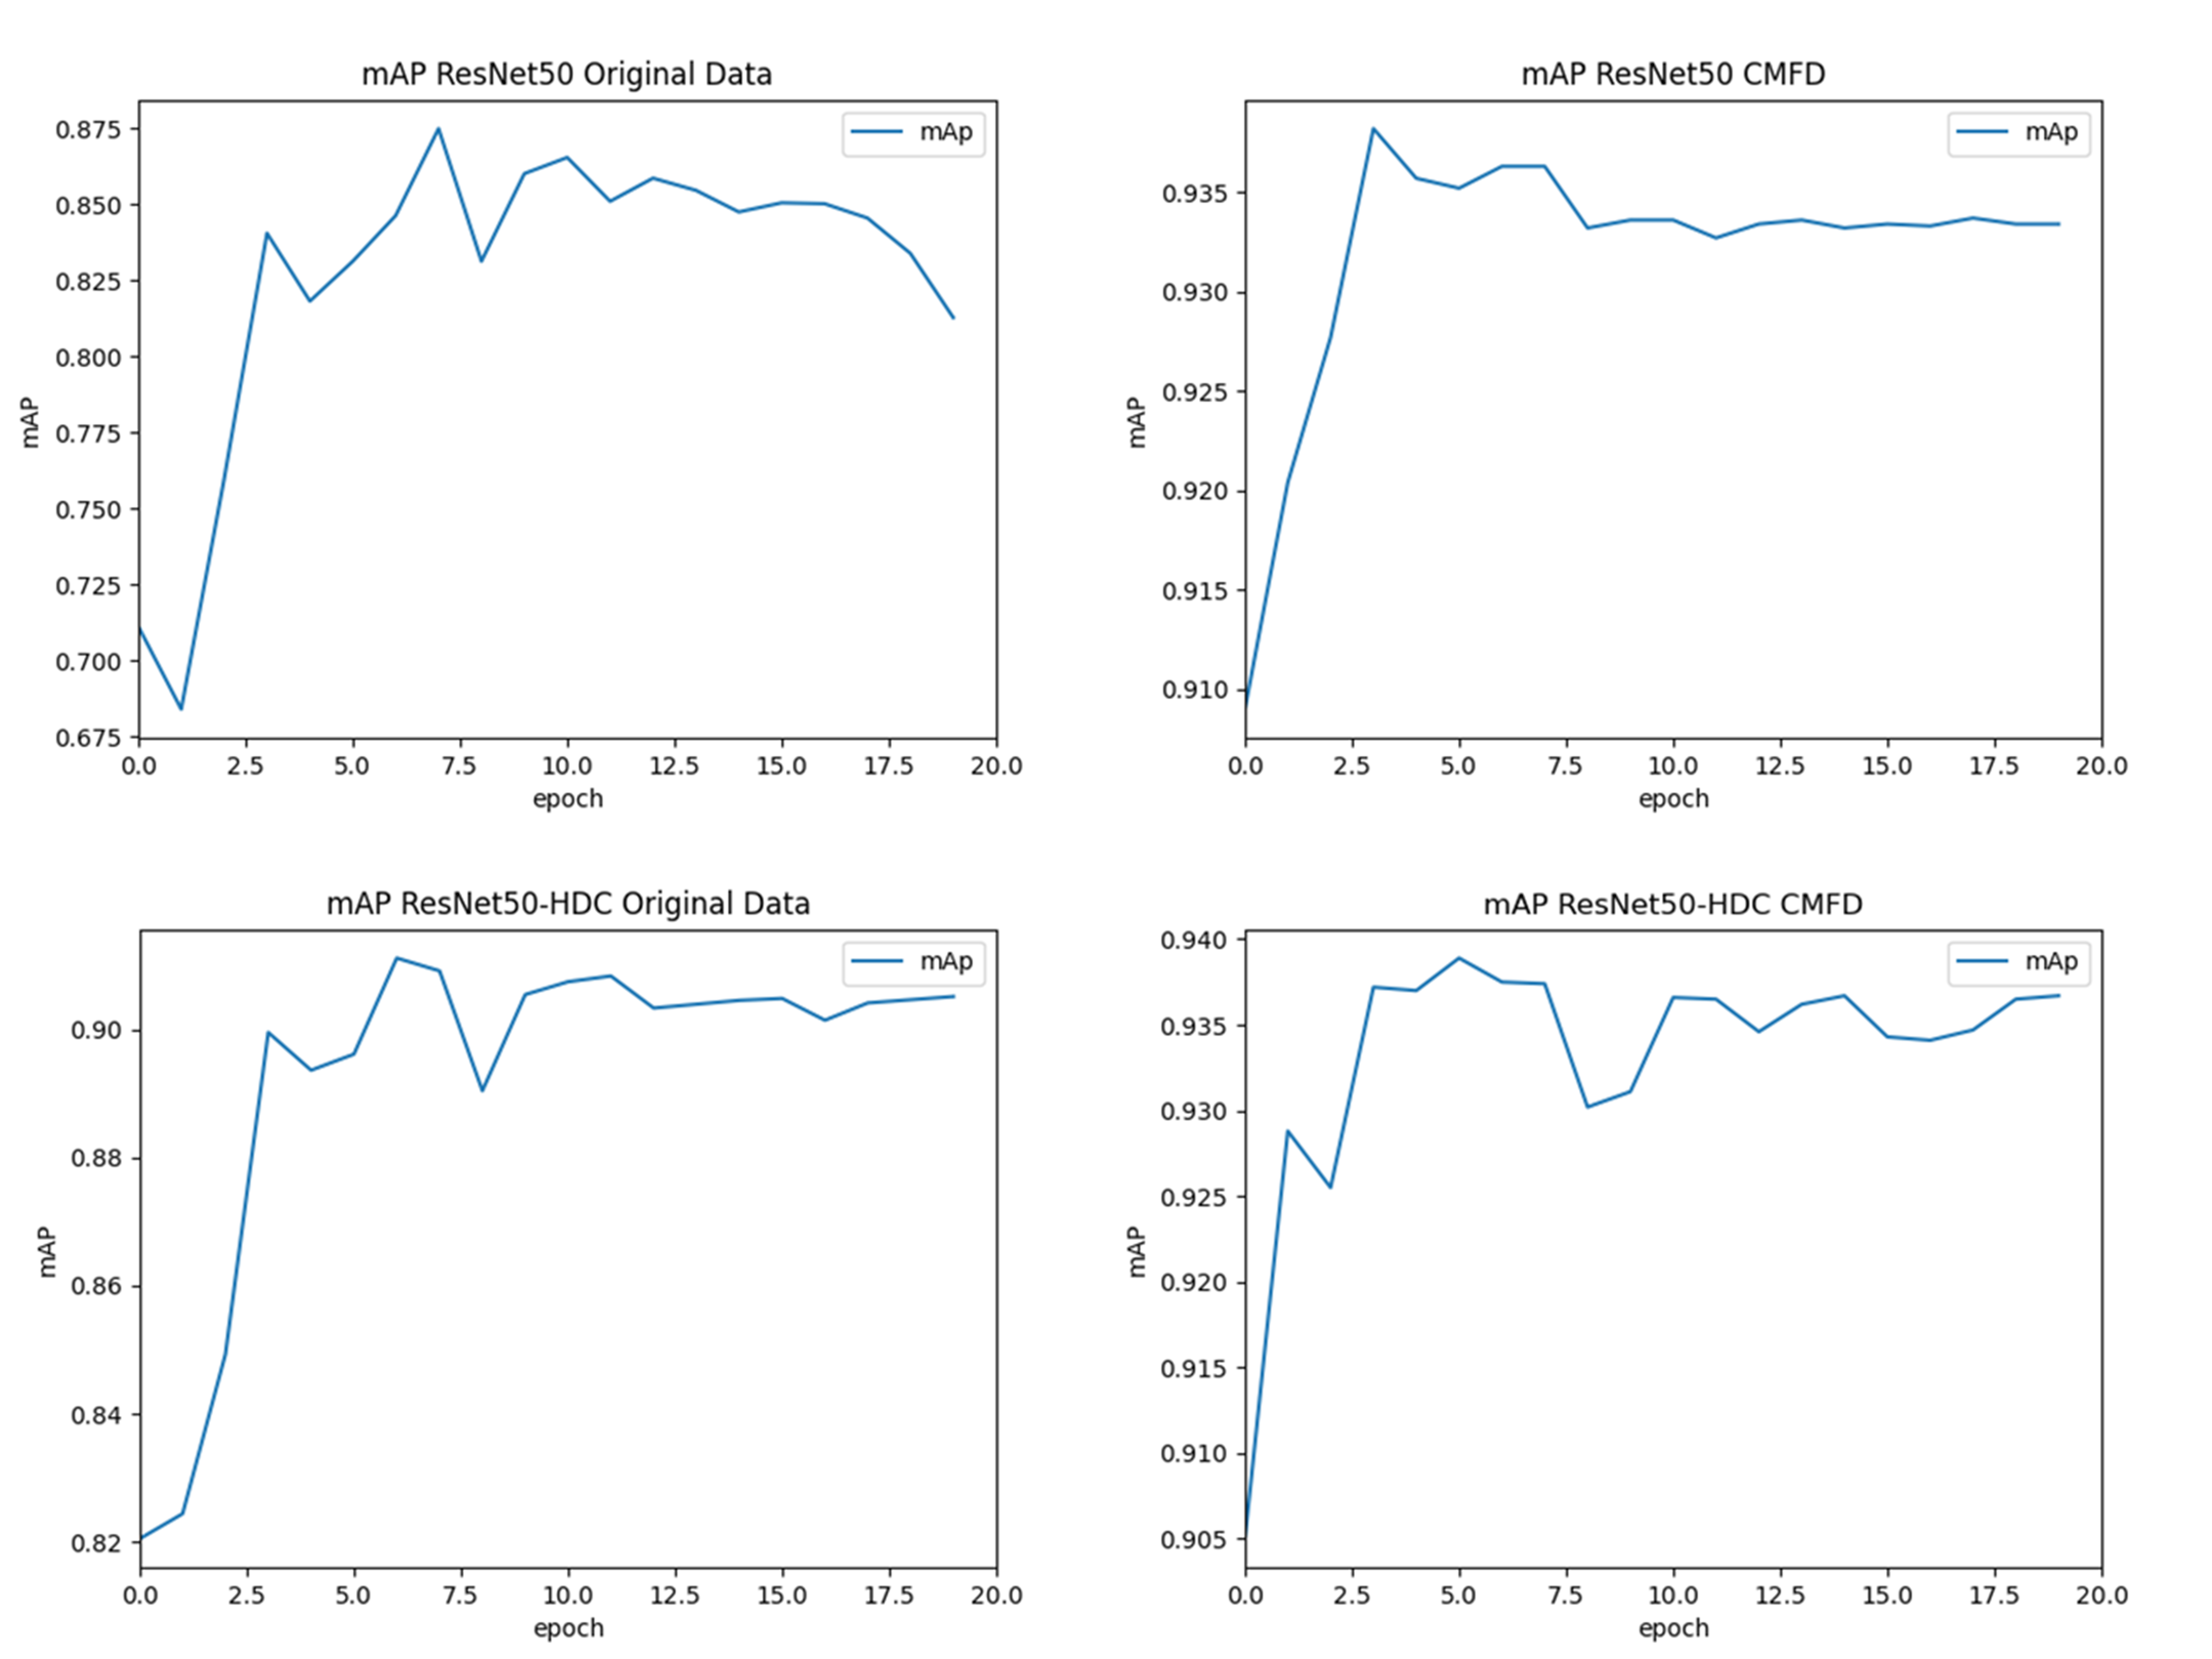 mAP ResNet50 Original Data
mAp
0.875
0.850
0.825
0.800
0.775
0.750
0.725
0.700
0.675
mAP
0.0 2.5 5.0 7.5 10.0 12.5 15.0 17.5 20.0
epoch
mAP ResNet50 CMFD
mAp
0.935
0.930
0.925
0.920
0.915
0.910
mAP
0.0 2.5 5.0 7.5 10.0 12.5 15.0 17.5 20.0
epoch
mAP ResNet50-HDC Original Data
mAp
0.90
0.88
0.86
0.84
0.82
mAP
0.0 2.5 5.0 7.5 10.0 12.5 15.0 17.5 20.0
epoch
mAP ResNet50-HDC CMFD
mAp
0.940
0.935
0.930
0.925
0.920
0.915
0.910
0.905
mAP
0.0 2.5 5.0 7.5 10.0 12.5 15.0 17.5 20.0
epoch